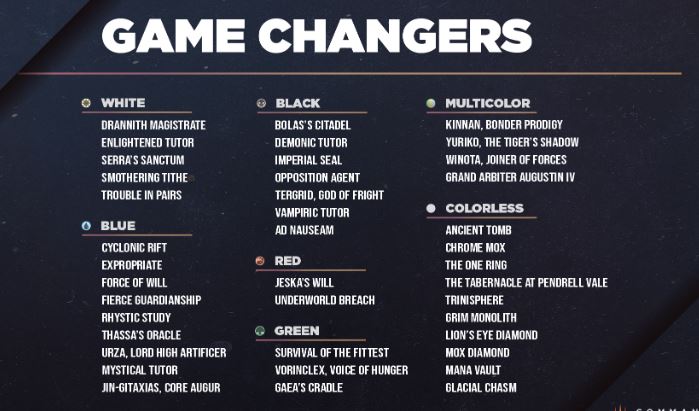 GAME CHANGERS
WHITE
DRANNITH MAGISTRATE
ENLIGHTENED TUTOR
SERRA'S SANCTUM
SMOTHERING TITHE
TROUBLE IN PAIRS
BLUE
CYCLONIC RIFT
EXPROPRIATE
FORCE OF WILL
FIERCE GUARDIANSHIP
RHYSTIC STUDY
THASSA'S ORACLE
URZA, LORD HIGH ARTIFICER
MYSTICAL TUTOR
JIN-GITAXIAS, CORE AUGUR
BLACK
BOLAS'S CITADEL
DEMONIC TUTOR
IMPERIAL SEAL
OPPOSITION AGENT
TERGRID, GOD OF FRIGHT
VAMPIRIC TUTOR
AD NAUSEAM
RED
JESKA'S WILL
UNDERWORLD BREACH
GREEN
SURVIVAL OF THE FITTEST
VORINCLEX, VOICE OF HUNGER
GAEA'S CRADLE
MULTICOLOR
KINNAN, BONDER PRODIGY
YURIKO, THE TIGER'S SHADOW
WINOTA, JOINER OF FORCES
GRAND ARBITER AUGUSTIN IV
COLORLESS
ANCIENT TOMB
CHROME MOX
THE ONE RING
THE TABERNACLE AT PENDRELL VALE
TRINISPHERE
GRIM MONOLITH
LION'S EYE DIAMOND
MOX DIAMOND
MANA VAULT
GLACIAL CHASM